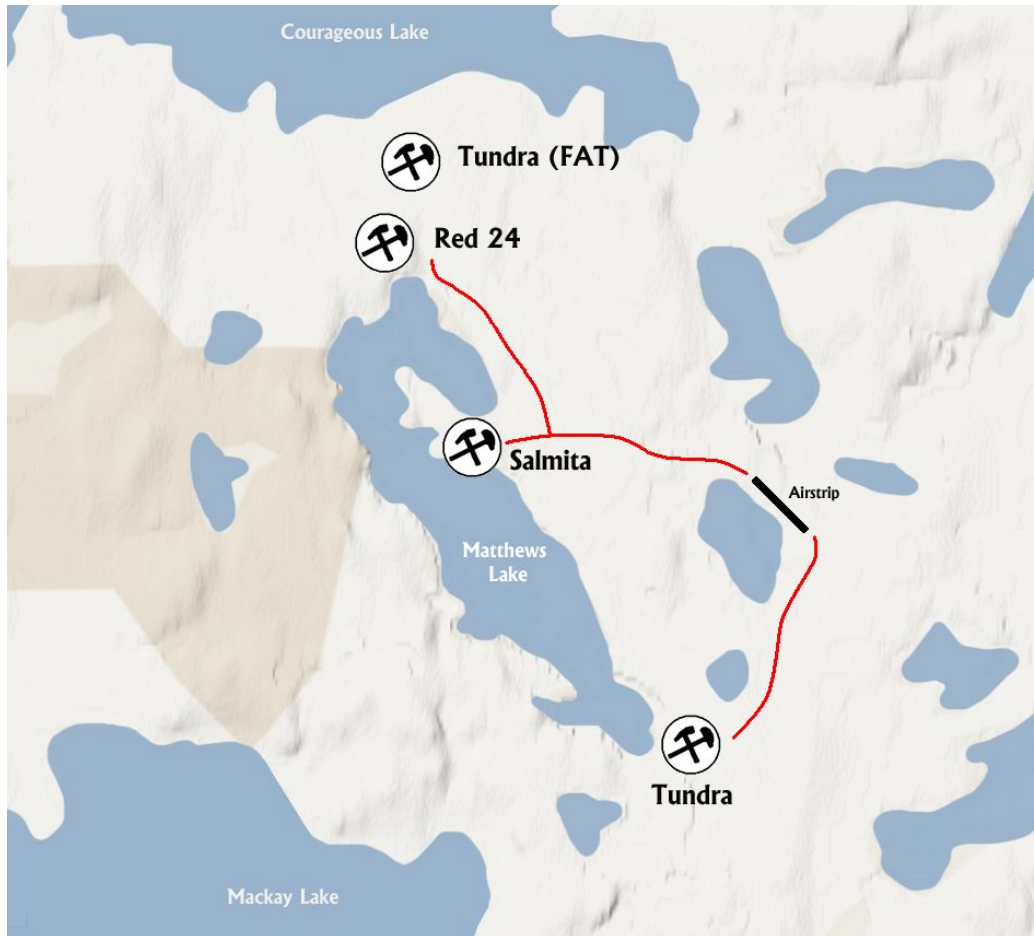 Courageous Lake
Tundra (FAT)
Red 24
Salmita
Airstrip
Matthews
Lake
Tundra
Mackay Lake